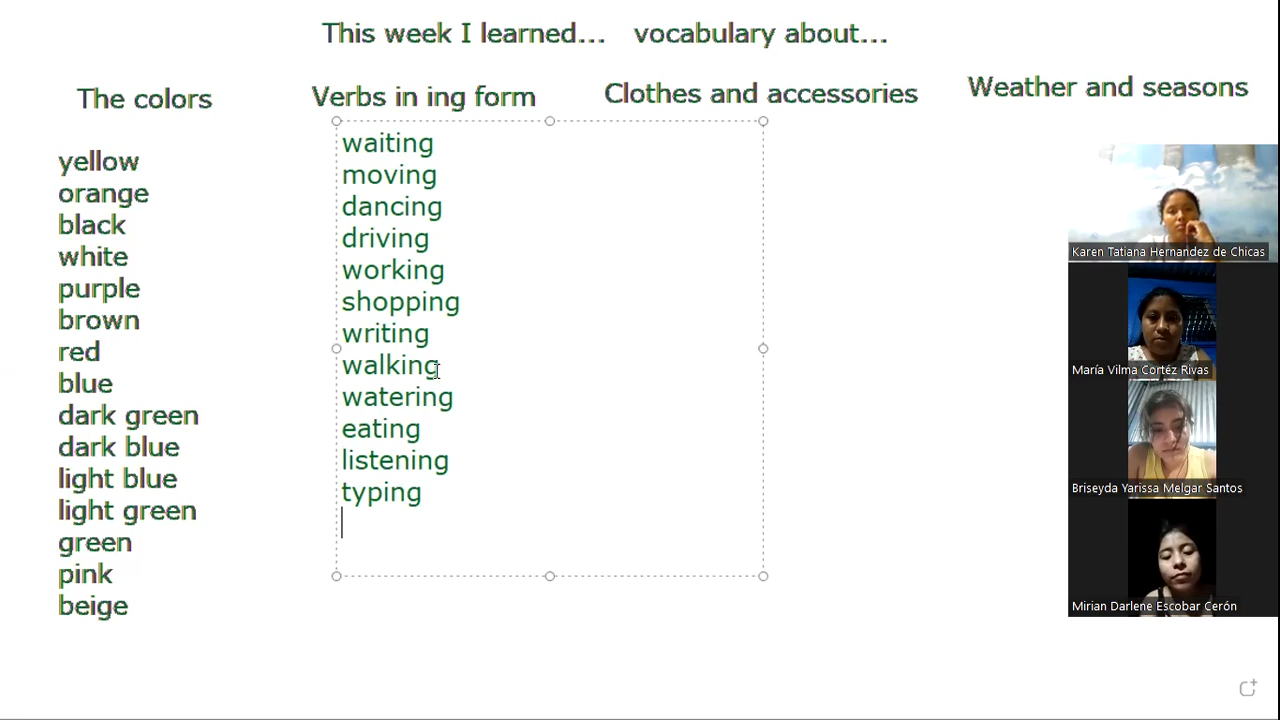 This week I learned... vocabulary about...
The colors
Verbs in ing form
Clothes and accessories
Weather and seasons
yellow
orange
black
white
purple
brown
red
blue
dark green
dark blue
light blue
light green
green
pink
beige
waiting
moving
dancing
driving
working
shopping
writing
walking
watering
eating
listening
typing
Karen Tatiana Hernandez de Chicas
María Vilma Cortéz Rivas
Briseyda Yarissa Melgar Santos
Mirian Darlene Escobar Cerón